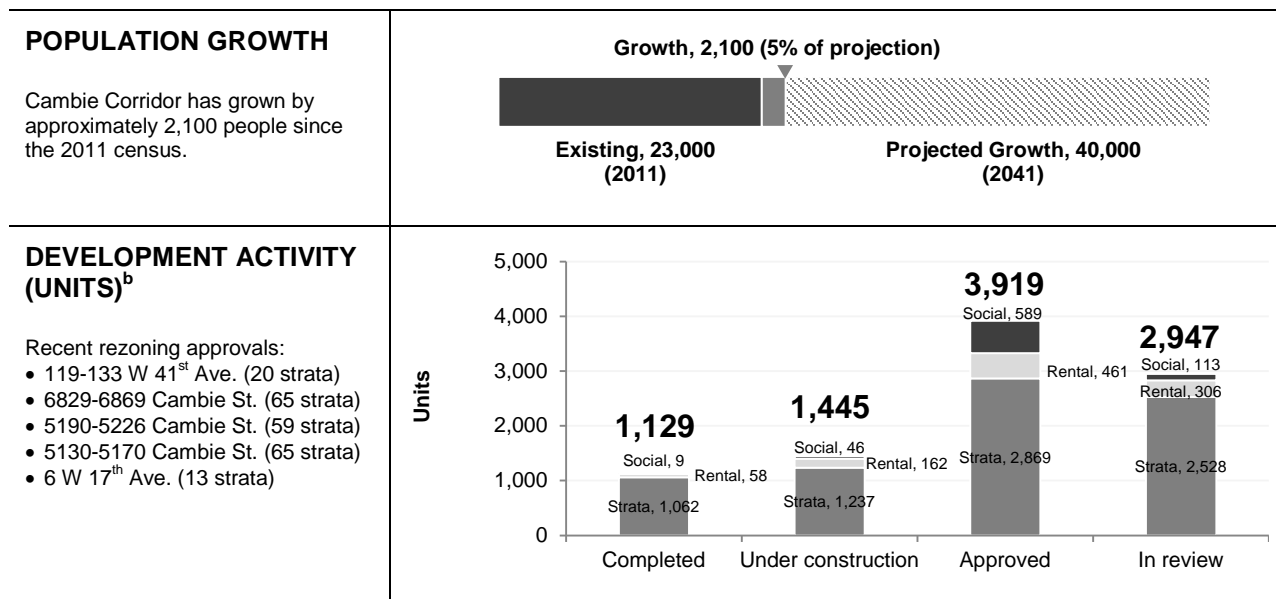 POPULATION GROWTH
Cambie Corridor has grown by
approximately 2,100 people since
the 2011 census.
Growth, 2,100 (5% of projection)
Existing, 23,000
(2011)
Projected Growth, 40,000
(2041)
DEVELOPMENT ACTIVITY
(UNITS)b
Recent rezoning approvals:
• 119-133 W 41st Ave. (20 strata)
• 6829-6869 Cambie St. (65 strata)
• 5190-5226 Cambie St. (59 strata)
• 5130-5170 Cambie St. (65 strata)
• 6 W 17th Ave. (13 strata)
Units
5,000
4,000
3,000
2,000
1,000
0
1,129
Social, 9
Rental, 58
Strata, 1,062
Completed
1,445
Social, 46
Rental, 162
Strata, 1,237
Under construction
3,919
Social, 589
Rental, 461
Strata, 2,869
Approved
2,947
Social, 113
Rental, 306
Strata, 2,528
In review